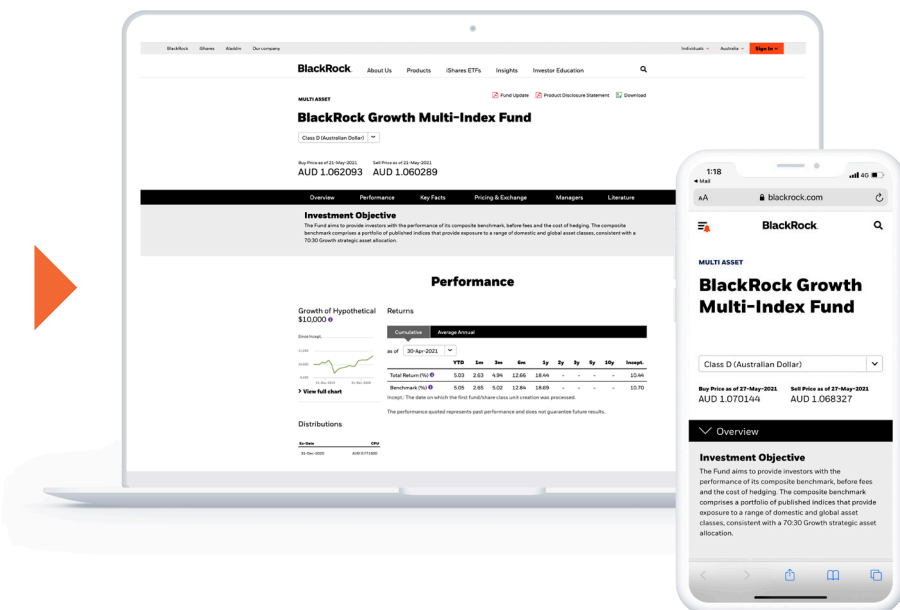 BlackRock iShares Aladdin Our company Individuals Australia Sign In
BlackRock. About Us Products iShares ETFs Insights Investor Education
MULTI ASSET Fund Update Product Disclosure Statement Download
BlackRock Growth Multi-Index Fund
Class D (Australian Dollar)
Buy Price as of 21-May-2021 Sell Price as of 21-May-2021
AUD 1.062093 AUD 1.060289
Overview Performance Key Facts Pricing & Exchange Managers Literature
Investment Objective
The Fund aims to provide investors with the performance of its composite benchmark, before fees and the cost of hedging. The composite
benchmark comprises a portfolio of published indices that provide exposure to a range of domestic and global asset classes, consistent with a
70:30 Growth strategic asset allocation.
Performance
Growth of Hypothetical
$10,000
Since Incept.
31-Dec-2020
View full chart
Distributions
Ex-Date CPU
31-Dec-2020
Returns
Cumulative Average Annual
as of 30-Apr-2021
YTD 1m 3m 6m 1y 2y 3y 5y 10y Incept.
Total Return (%) 5.03 2.63 4.94 12.66 18.44 - - - - 10.44
Benchmark (%) 5.05 2.65 5.02 12.84 18.69 - - - - 10.70
Incept.: The date on which the first fund/share class unit creation was processed.
The performance quoted represents past performance and does not guarantee future results.
1:18 4G
Mail
AA blackrock.com
BlackRock.
MULTI ASSET
BlackRock Growth
Multi-Index Fund
Class D (Australian Dollar)
Buy Price as of 27-May-2021 Sell Price as of 27-May-2021
AUD 1.070144 AUD 1.068327
Overview
Investment Objective
The Fund aims to provide investors with the
performance of its composite benchmark, before fees
and the cost of hedging. The composite benchmark
comprises a portfolio of published indices that provide
exposure to a range of domestic and global asset
classes, consistent with a 70:30 Growth strategic asset
allocation.